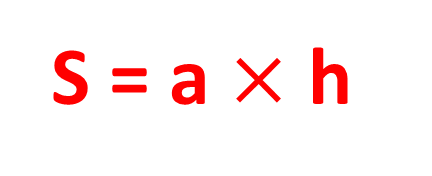 S = a × h